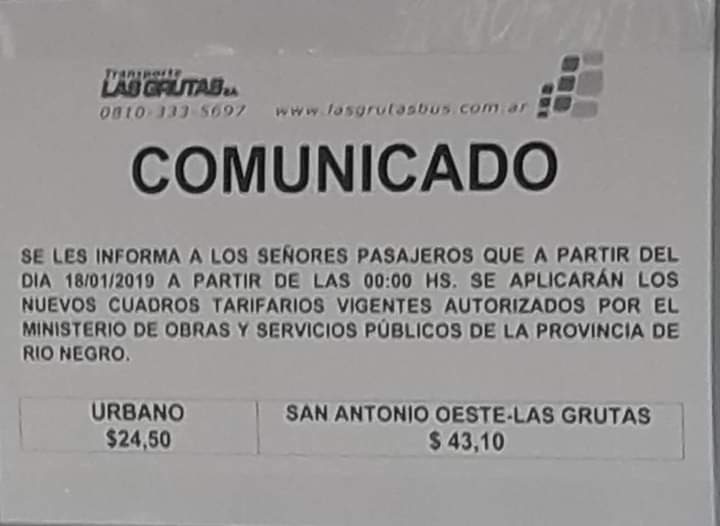 Transporte
LAS GRUTAS S.A.
0810-333-5697 www.lasgrutasbus.com.ar
COMUNICADO
SE LES INFORMA A LOS SEÑORES PASAJEROS QUE A PARTIR DEL
DIA 18/01/2019 A PARTIR DE LAS 00:00 HS. SE APLICARÁN LOS
NUEVOS CUADROS TARIFARIOS VIGENTES AUTORIZADOS POR EL
MINISTERIO DE OBRAS Y SERVICIOS PÚBLICOS DE LA PROVINCIA DE
RIO NEGRO.
URBANO SAN ANTONIO OESTE-LAS GRUTAS
$24,50 $ 43,10